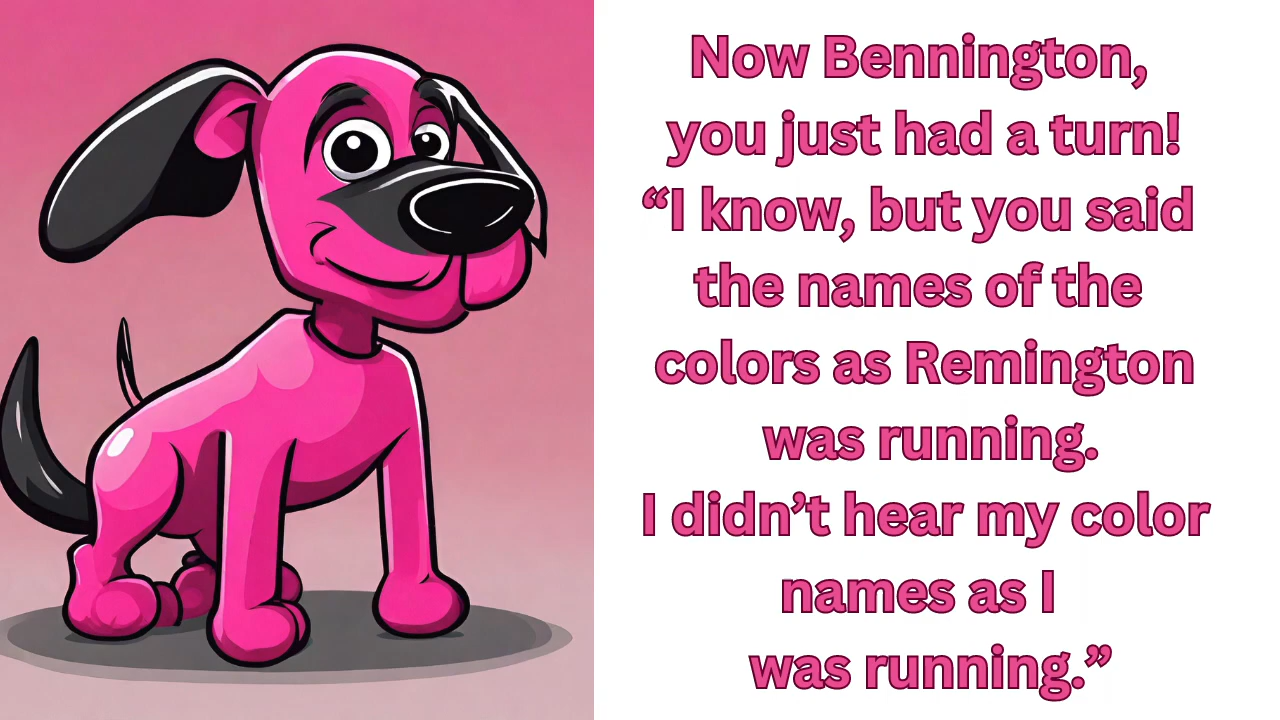 Now Bennington,
you just had a turn!
“I know, but you said
the names of the
colors as Remington
was running.
I didn’t hear my color
names as I
was running.”